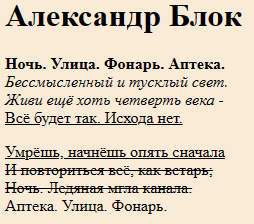 Александр Блок
Ночь. Улица. Фонарь. Аптека.
Бессмысленный и тусклый свет.
Живи ещё хоть четверть века -
Всё будет так. Исхода нет.
Умрёшь, начнёшь опять сначала
И повториться всё, как встарь;
Ночь. Ледяная мгла канала.
Аптека. Улица. Фонарь.